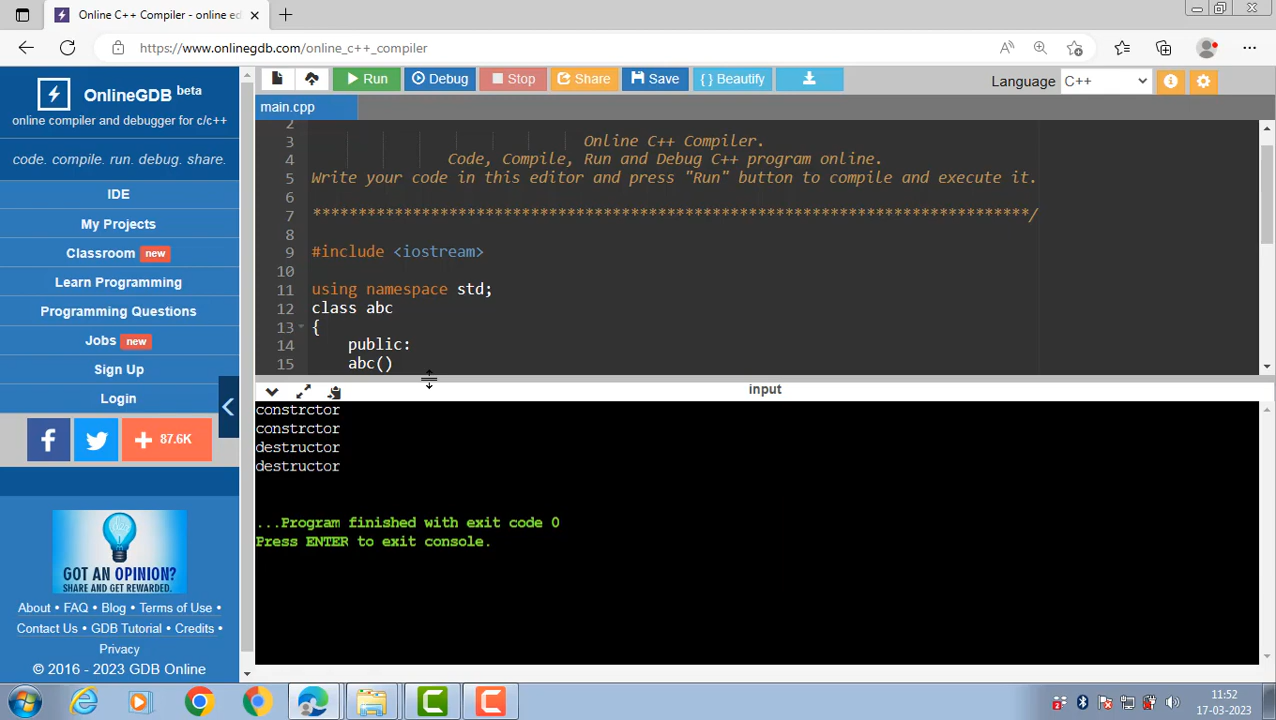 Online C++ Compiler - online ed
https://www.onlinegdb.com/online_c++_compiler
OnlineGDB beta
online compiler and debugger for c/c++
code. compile. run. debug. share.
IDE
My Projects
Classroom new
Learn Programming
Programming Questions
Jobs new
Sign Up
Login
87.6K
GOT AN OPINION?
SHARE AND GET REWARDED.
About • FAQ • Blog • Terms of Use •
Contact Us • GDB Tutorial • Credits •
Privacy
© 2016 - 2023 GDB Online
Run Debug Stop Share Save { } Beautify Language C++
main.cpp
2
3 Online C++ Compiler.
4 Code, Compile, Run and Debug C++ program online.
5 Write your code in this editor and press "Run" button to compile and execute it.
6
7 *******************************************************************************/
8
9 #include <iostream>
10
11 using namespace std;
12 class abc
13 {
14 public:
15 abc()
input
constrctor
constrctor
destructor
destructor
...Program finished with exit code 0
Press ENTER to exit console.
11:52
17-03-2023